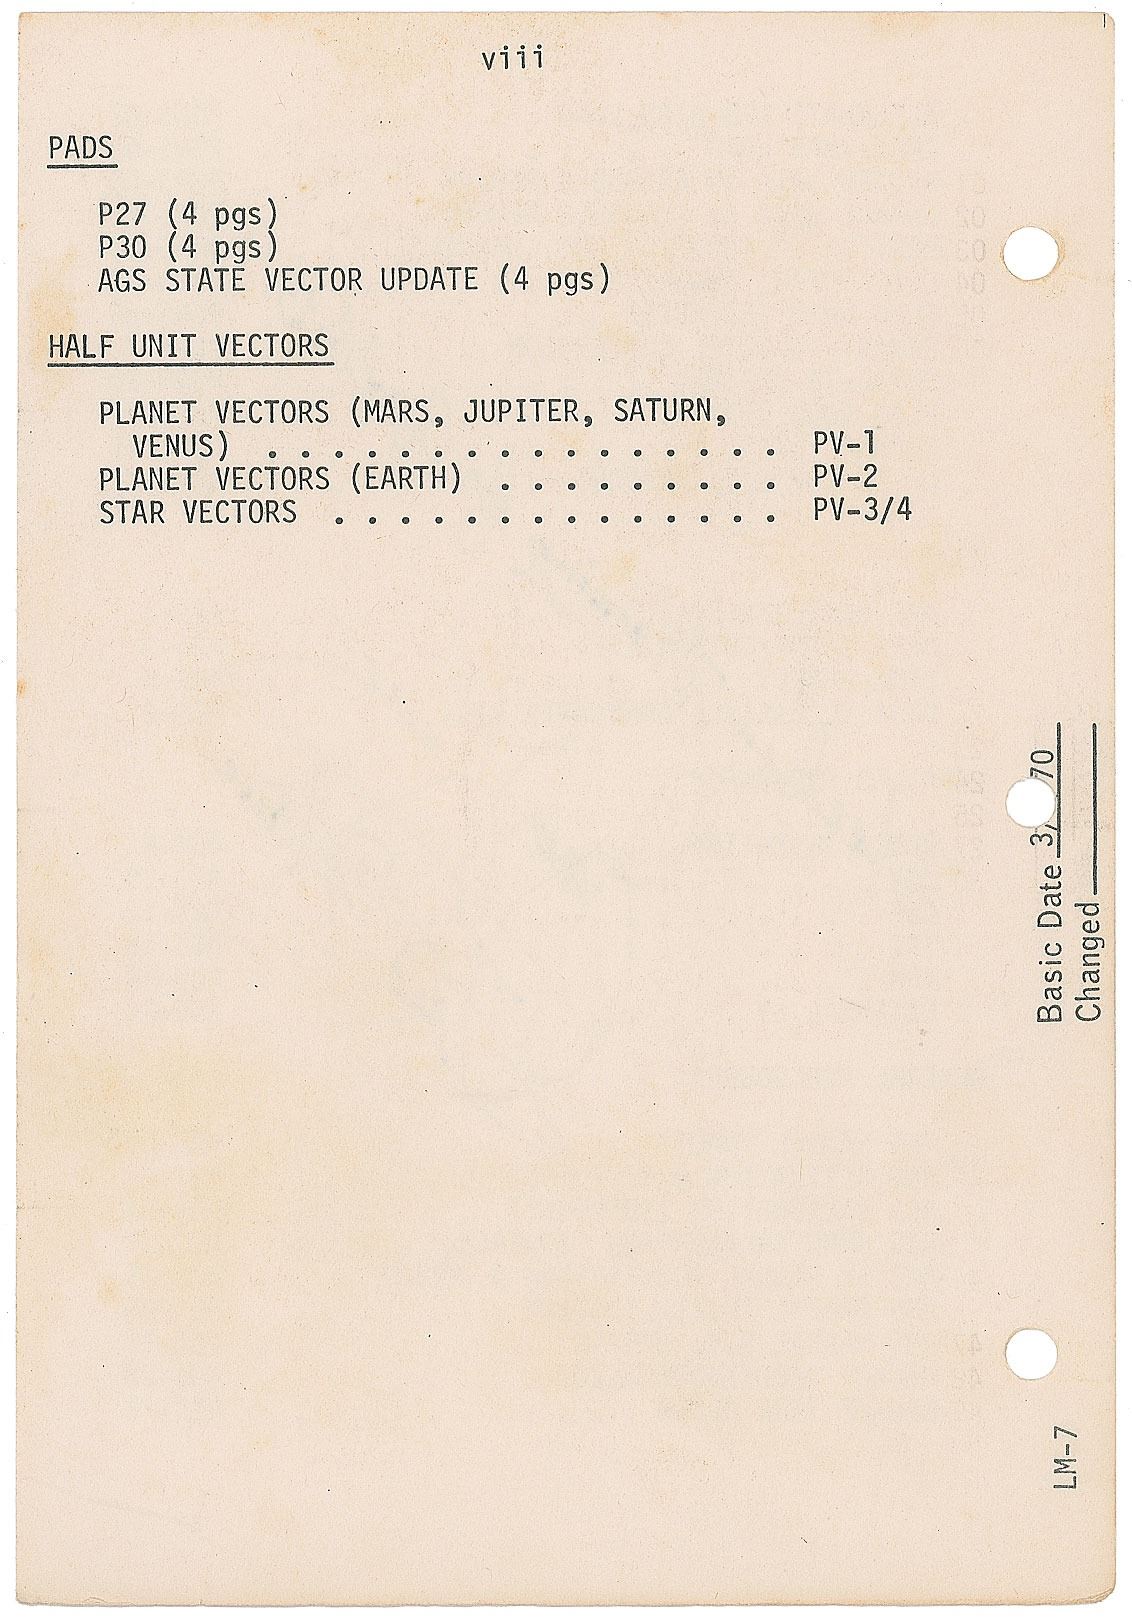 viii
PADS
P27 (4 pgs)
P30 (4 pgs)
AGS STATE VECTOR UPDATE (4 pgs)
HALF UNIT VECTORS
PLANET VECTORS (MARS, JUPITER, SATURN,
VENUS) . . . . . . . . . . . . . . . . PV-1
PLANET VECTORS (EARTH) . . . . . . . . . PV-2
STAR VECTORS . . . . . . . . . . . . . . PV-3/4
Basic Date 3/ 70
Changed
LM-7